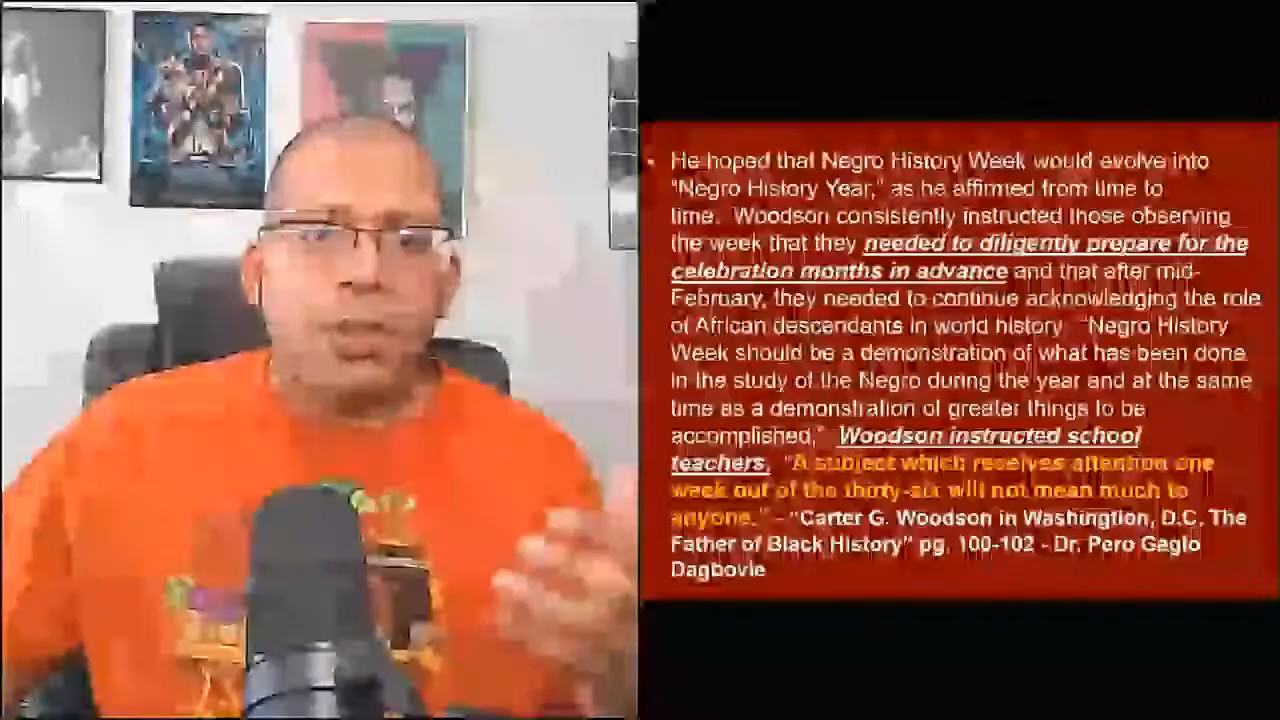 He hoped that Negro History Week would evolve into
"Negro History Year," as he affirmed from time to
time. Woodson consistently instructed those observing
the week that they needed to diligently prepare for the
celebration months in advance and that after mid-
February, they needed to continue acknowledging the role
of African descendants in world history. "Negro History
Week should be a demonstration of what has been done
in the study of the Negro during the year and at the same
time as a demonstration of greater things to be
accomplished," Woodson instructed school
teachers. "A subject which receives attention one
week out of the thirty-six will not mean much to
anyone." - "Carter G. Woodson in Washingtion, D.C. The
Father of Black History" pg. 100-102 - Dr. Pero Gaglo
Dagbovie